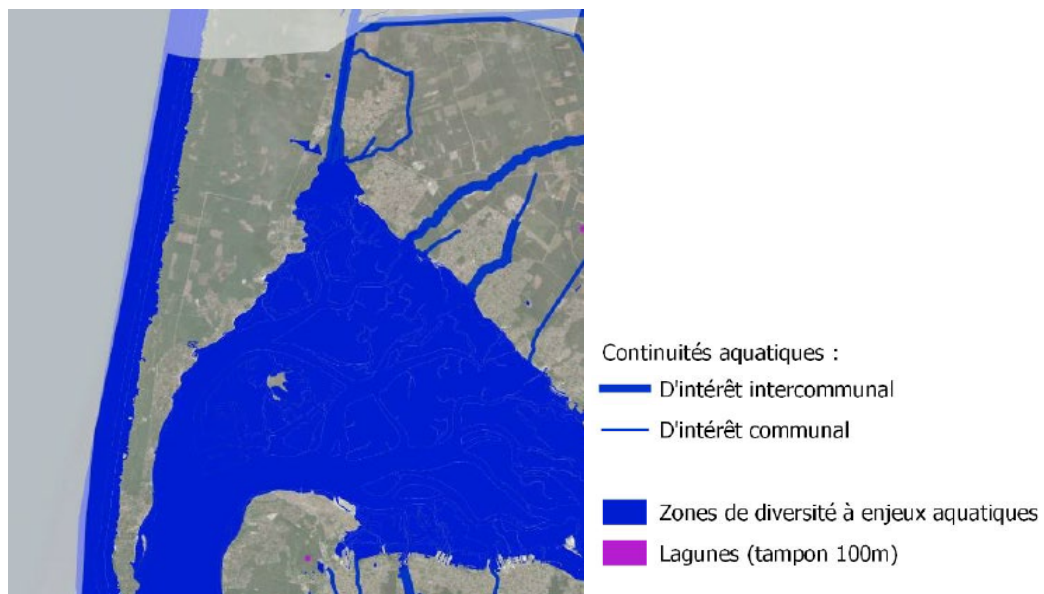 Continuités aquatiques :
D'intérêt intercommunal
D'intérêt communal
Zones de diversité à enjeux aquatiques
Lagunes (tampon 100m)